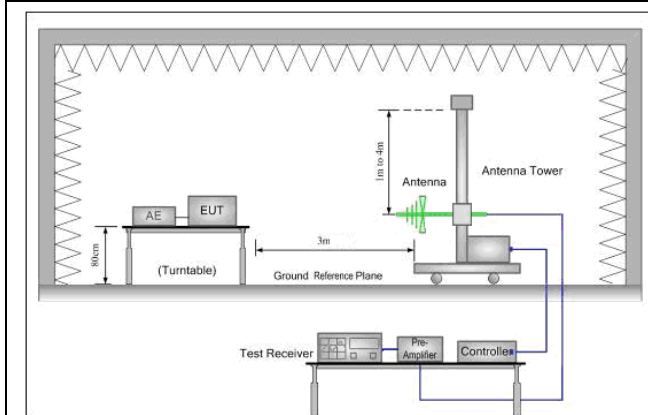 1m to 4m
Antenna
Antenna Tower
AE
EUT
80cm
(Turntable)
3m
Ground Reference Plane
Test Receiver
Pre-
Amplifier
Controller